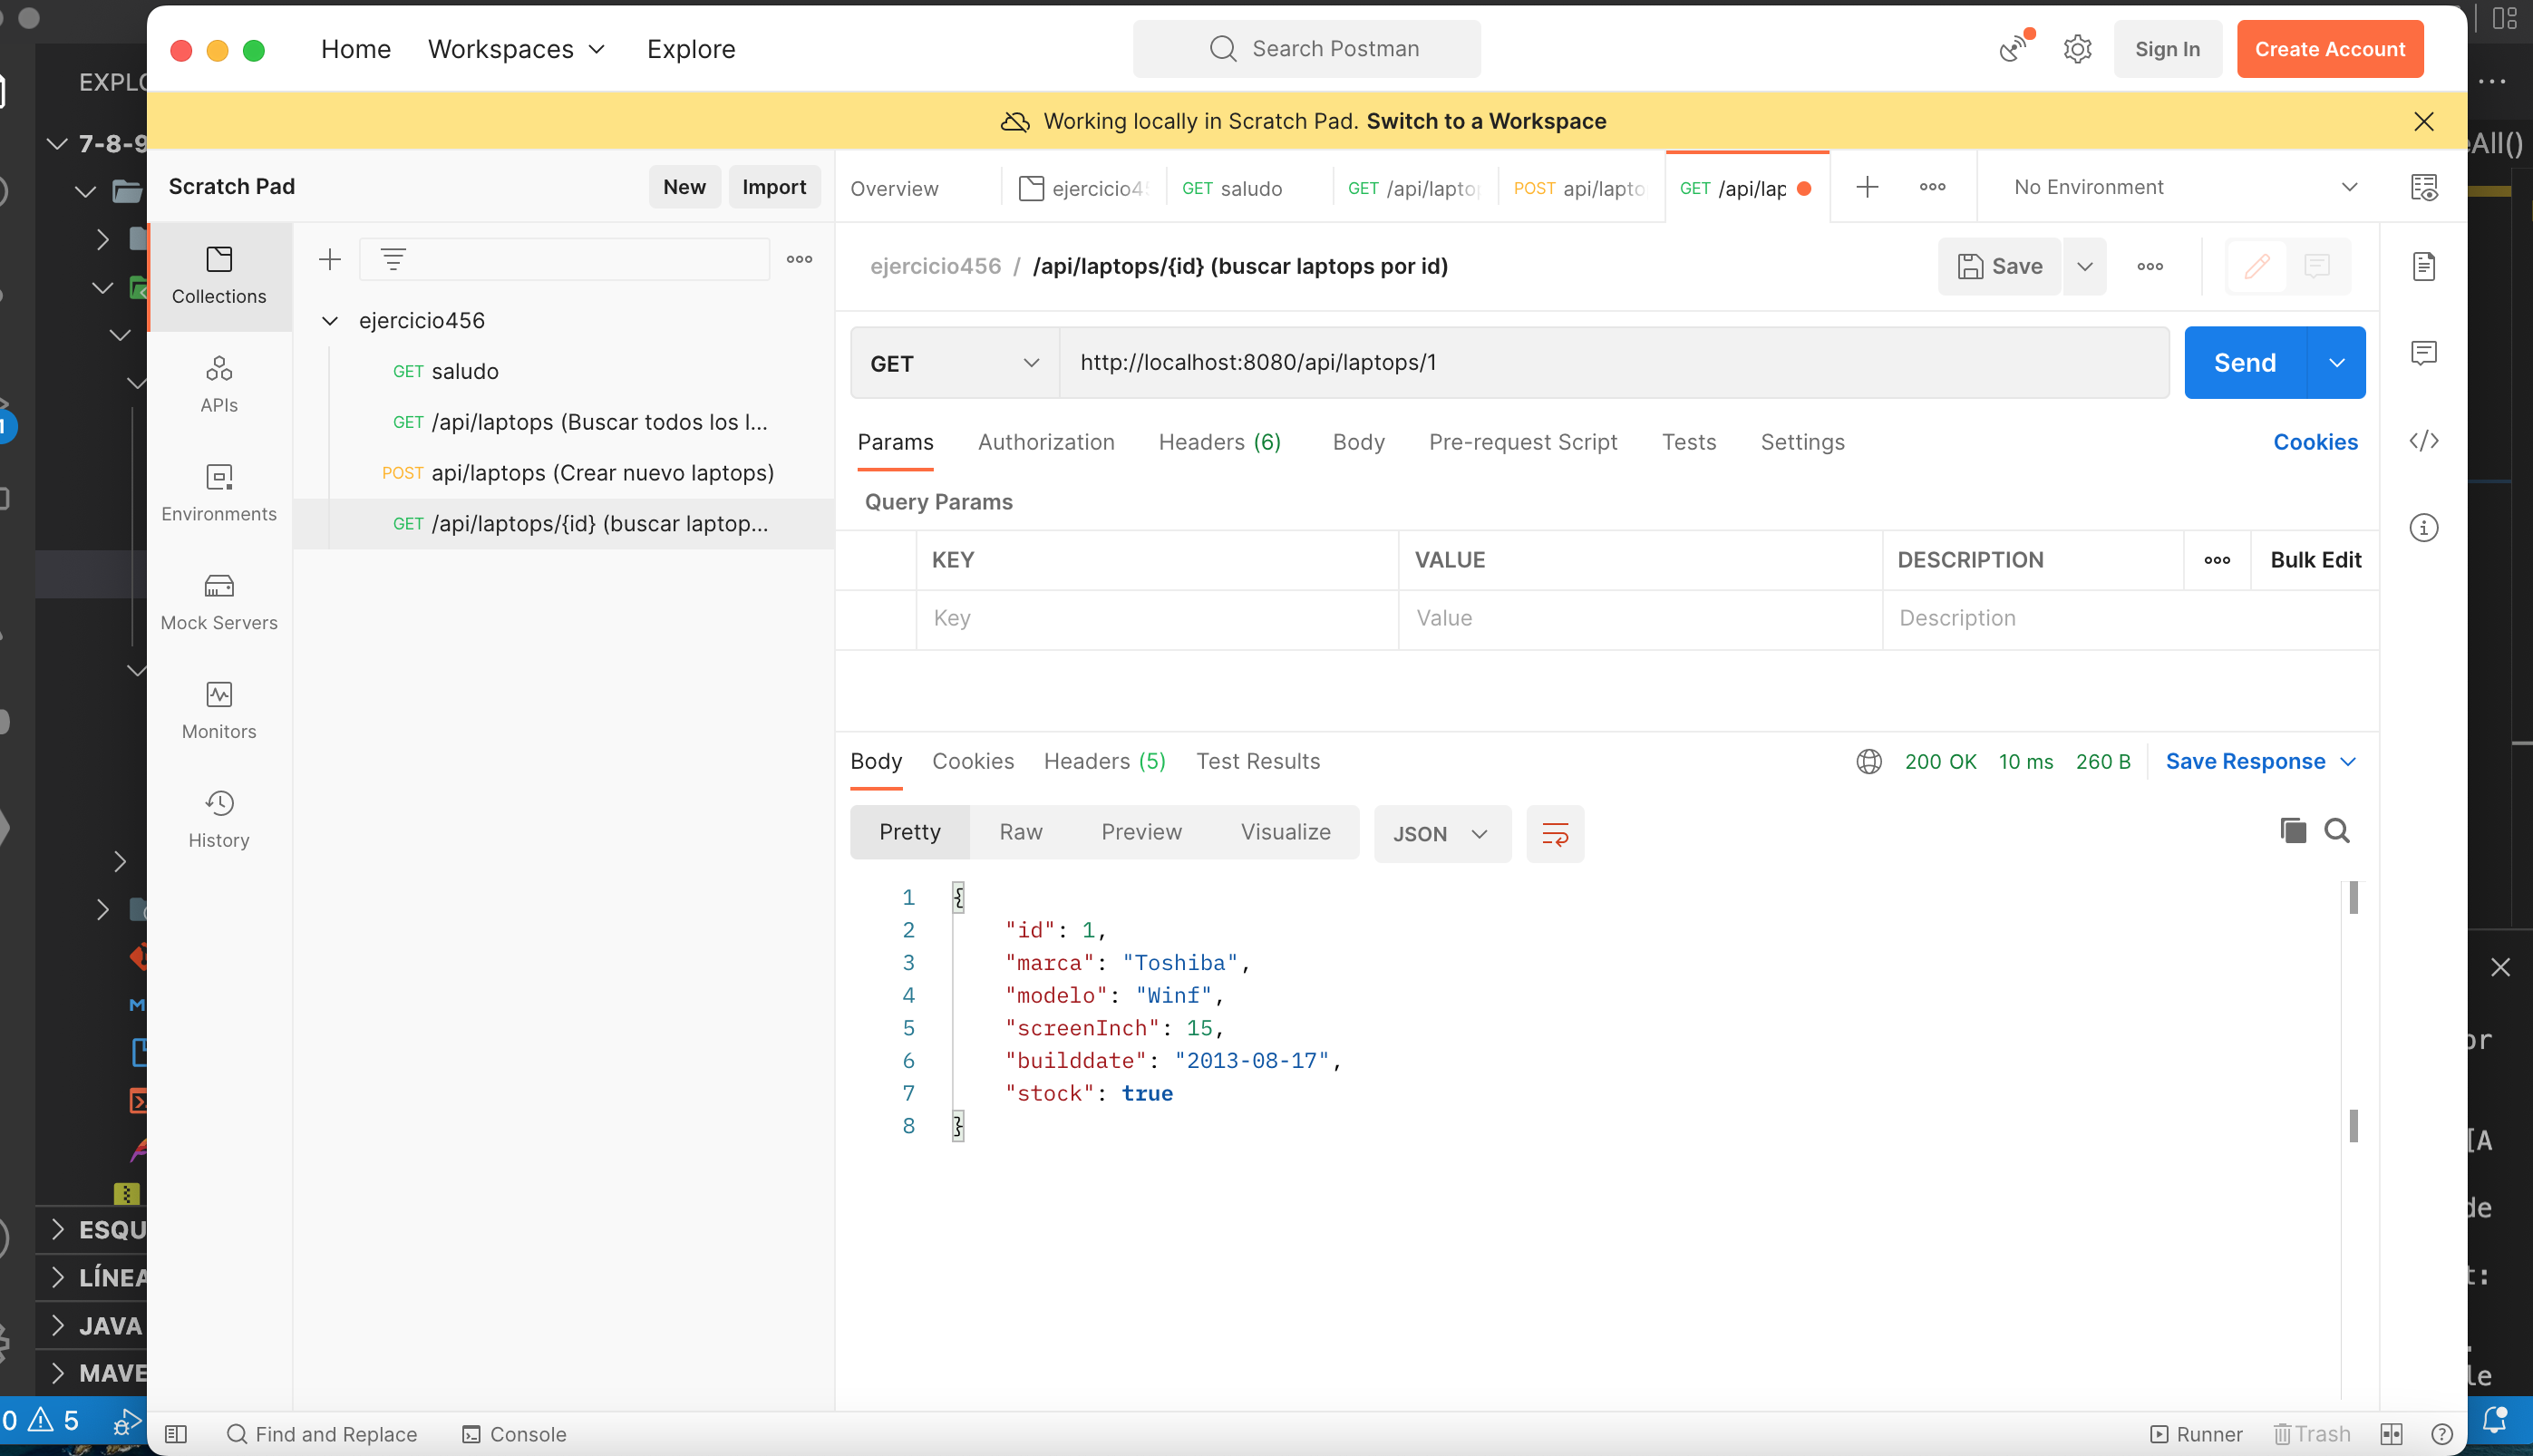 Home Workspaces Explore Search Postman Sign In Create Account
Working locally in Scratch Pad. Switch to a Workspace
EXPLO
7-8-9
eAll()
Scratch Pad New Import
Overview ejercicio45 GET saludo GET /api/lapto POST api/lapto GET /api/lap No Environment
Collections
APIs
Environments
Mock Servers
Monitors
History
ejercicio456
GET saludo
GET /api/laptops (Buscar todos los l...
POST api/laptops (Crear nuevo laptops)
GET /api/laptops/{id} (buscar laptop...
ejercicio456 / /api/laptops/{id} (buscar laptops por id) Save
GET http://localhost:8080/api/laptops/1 Send
Params Authorization Headers (6) Body Pre-request Script Tests Settings Cookies
Query Params
KEY VALUE DESCRIPTION Bulk Edit
Key Value Description
Body Cookies Headers (5) Test Results 200 OK 10 ms 260 B Save Response
Pretty Raw Preview Visualize JSON
1 {
2 "id": 1,
3 "marca": "Toshiba",
4 "modelo": "Winf",
5 "screenInch": 15,
6 "builddate": "2013-08-17",
7 "stock": true
8 }
or
[A
de
t:
le
ESQU
LÍNEA
JAVA
MAVE
0 5
Find and Replace Console Runner Trash